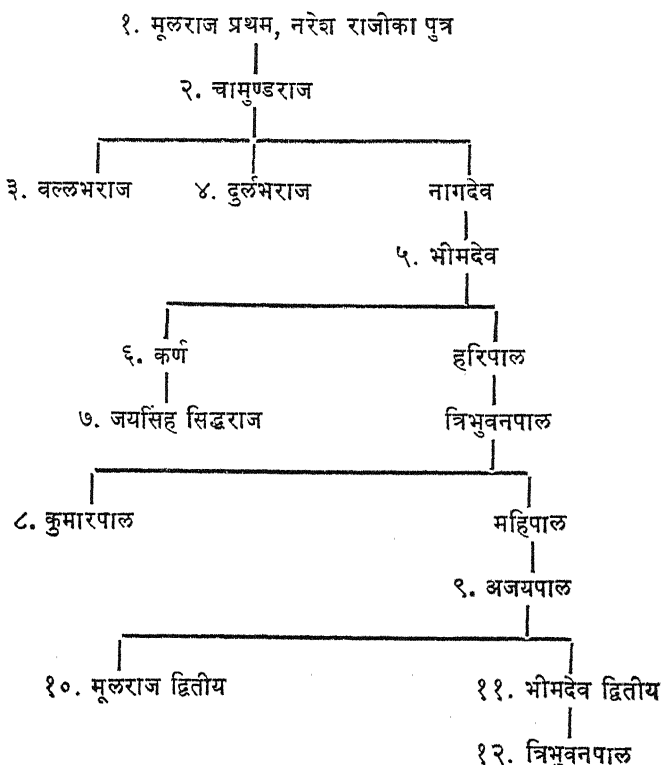 १. मूलराज प्रथम, नरेश राजीका पुत्र
२. चामुण्डराज
३. वल्लभराज ४. दुर्लभराज नागदेव
५. भीमदेव
६. कर्ण हरिपाल
७. जयसिंह सिद्धराज त्रिभुवनपाल
८. कुमारपाल महिपाल
९. अजयपाल
१०. मूलराज द्वितीय ११. भीमदेव द्वितीय
१२. त्रिभुवनपाल